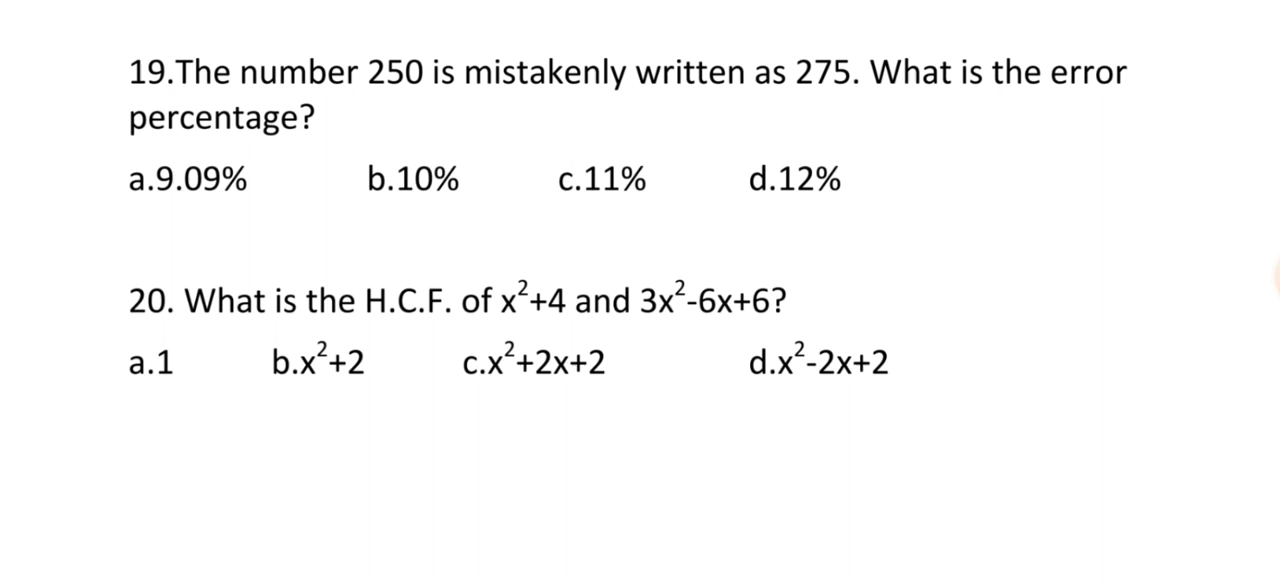 19.The number 250 is mistakenly written as 275. What is the error
percentage?
a.9.09% b.10% c.11% d.12%
20. What is the H.C.F. of x²+4 and 3x²-6x+6?
a.1 b.x²+2 c.x²+2x+2 d.x²-2x+2